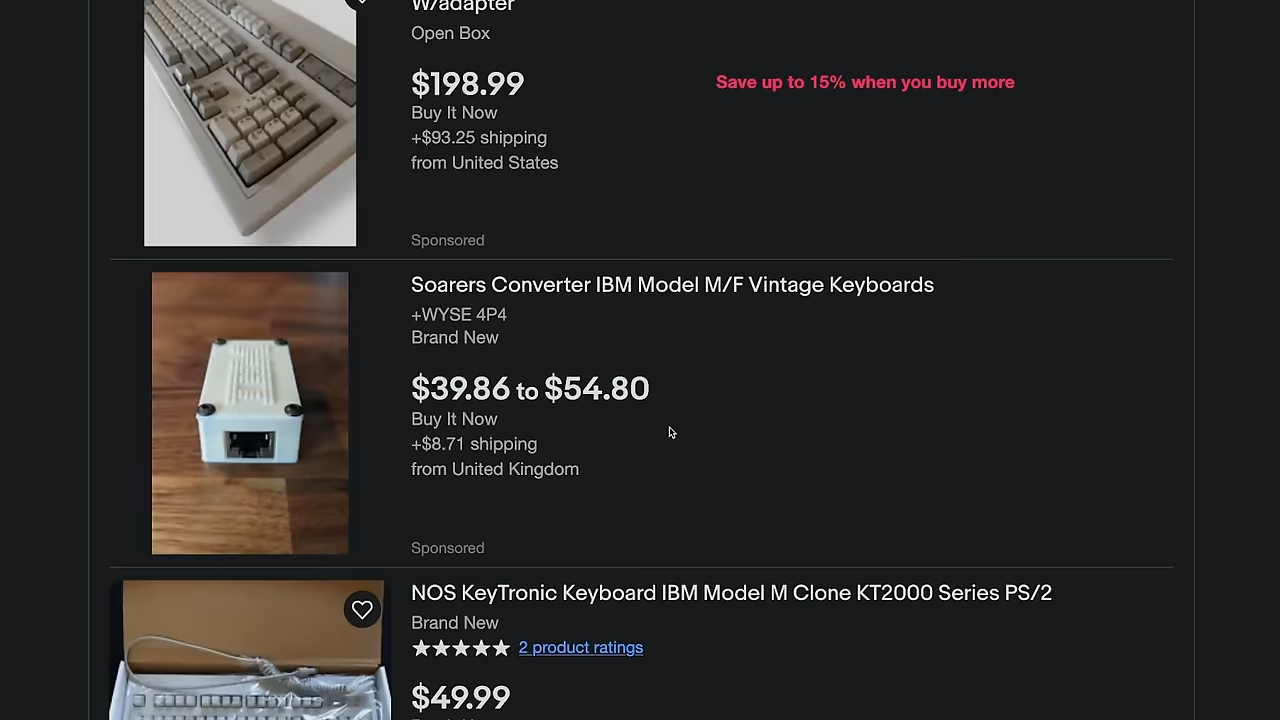 W/adapter
Open Box
$198.99
Save up to 15% when you buy more
Buy It Now
+$93.25 shipping
from United States
Sponsored
Soarers Converter IBM Model M/F Vintage Keyboards
+WYSE 4P4
Brand New
$39.86 to $54.80
Buy It Now
+$8.71 shipping
from United Kingdom
Sponsored
NOS KeyTronic Keyboard IBM Model M Clone KT2000 Series PS/2
Brand New
2 product ratings
$49.99